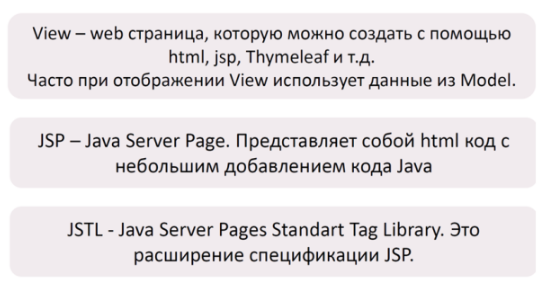 View – web страница, которую можно создать с помощью
html, jsp, Thymeleaf и т.д.
Часто при отображении View использует данные из Model.
JSP – Java Server Page. Представляет собой html код с
небольшим добавлением кода Java
JSTL - Java Server Pages Standart Tag Library. Это
расширение спецификации JSP.